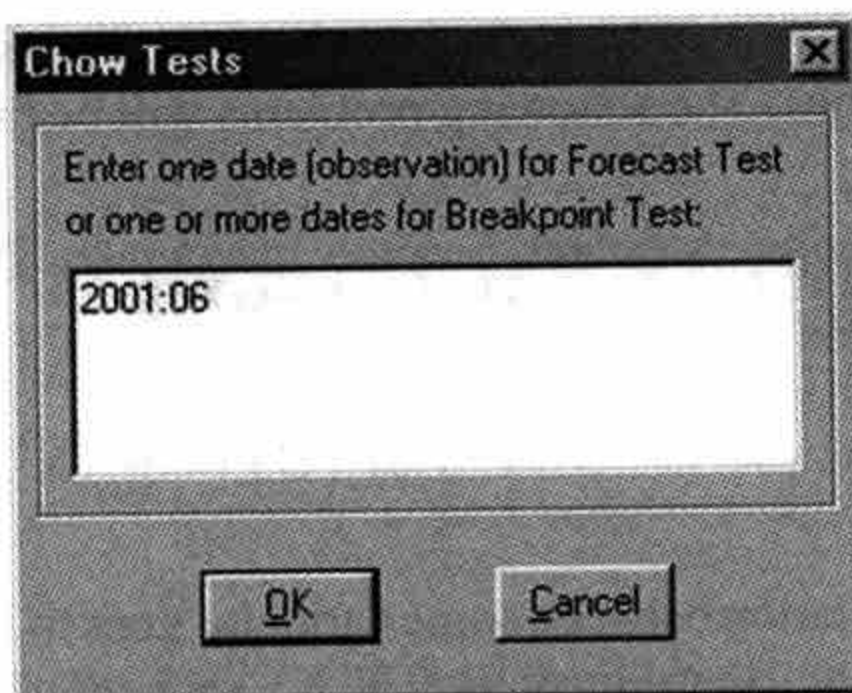 Chow Tests
Enter one date (observation) for Forecast Test
or one or more dates for Breakpoint Test:
2001:06
OK
Cancel